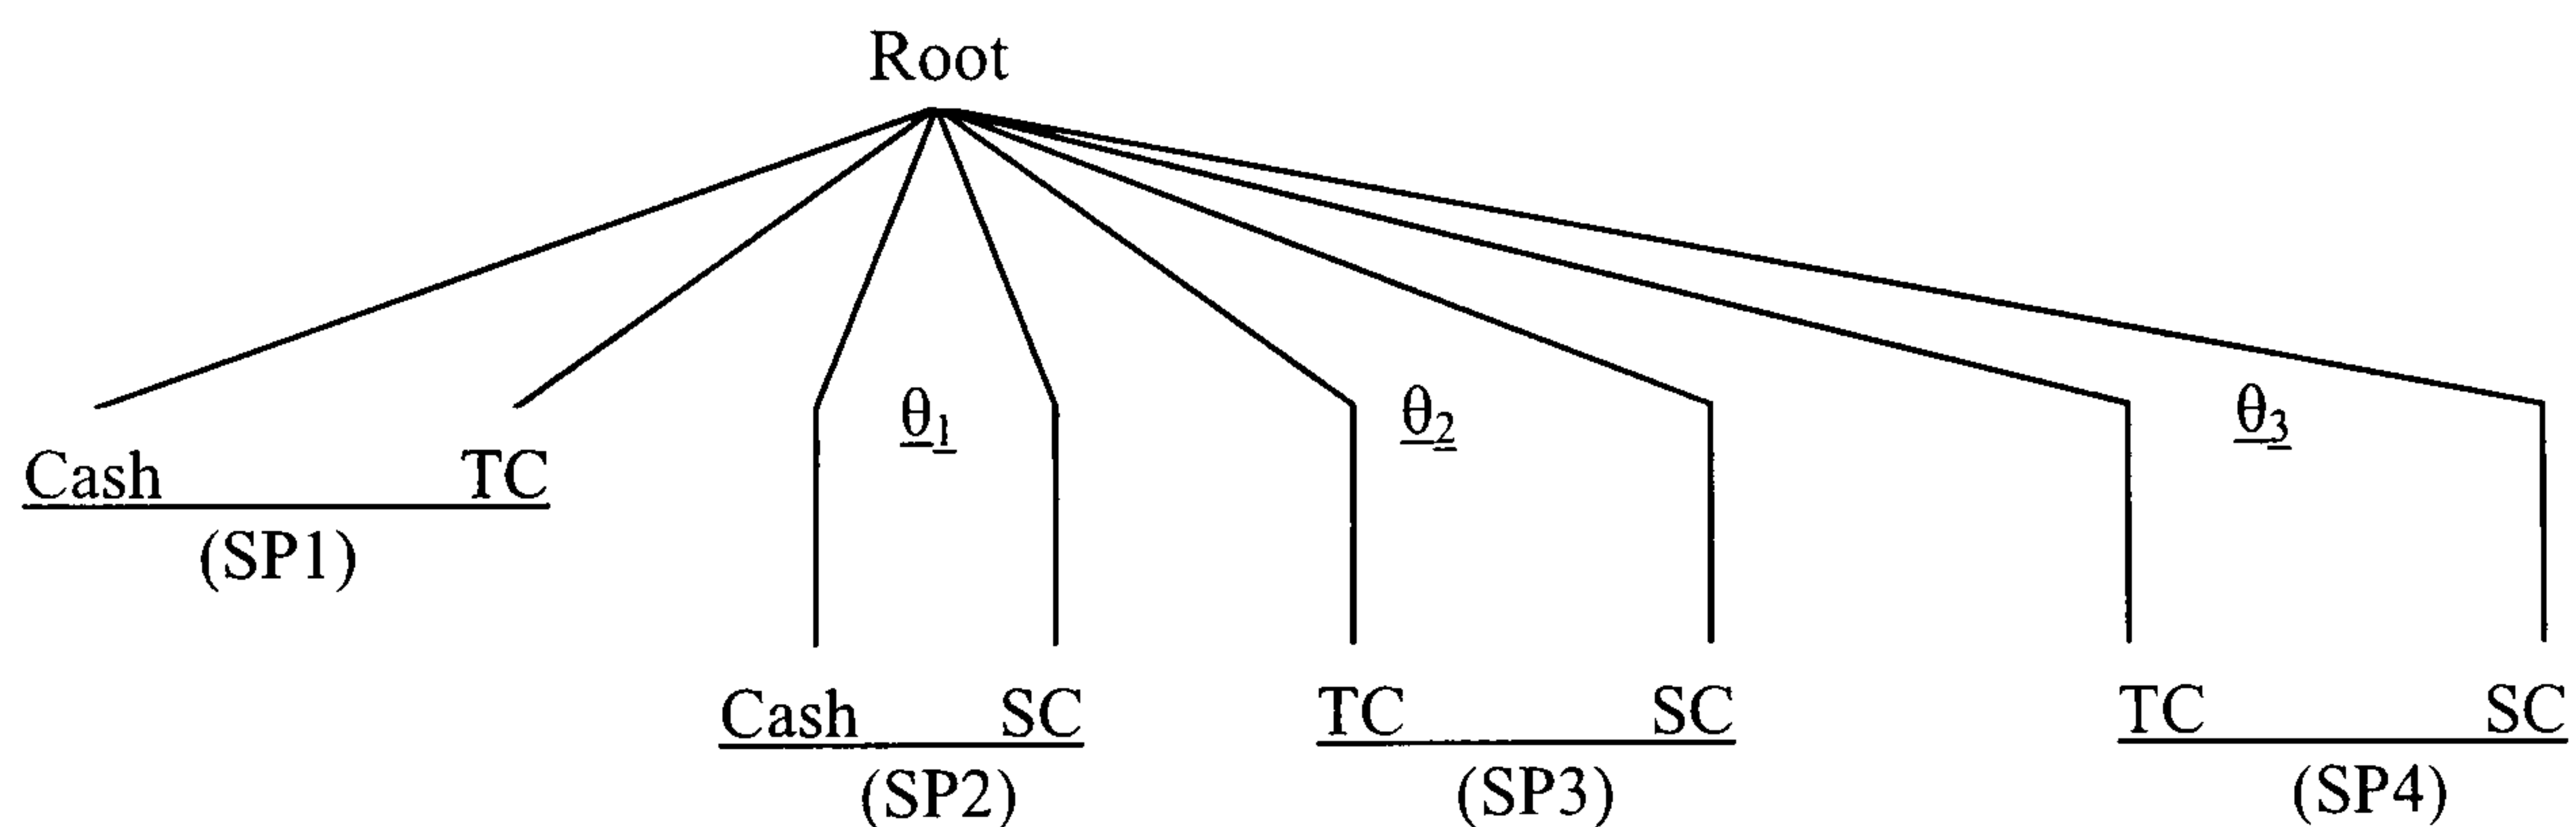 Root
θ1 θ2 θ3
Cash TC
(SP1)
Cash SC TC SC TC SC
(SP2) (SP3) (SP4)